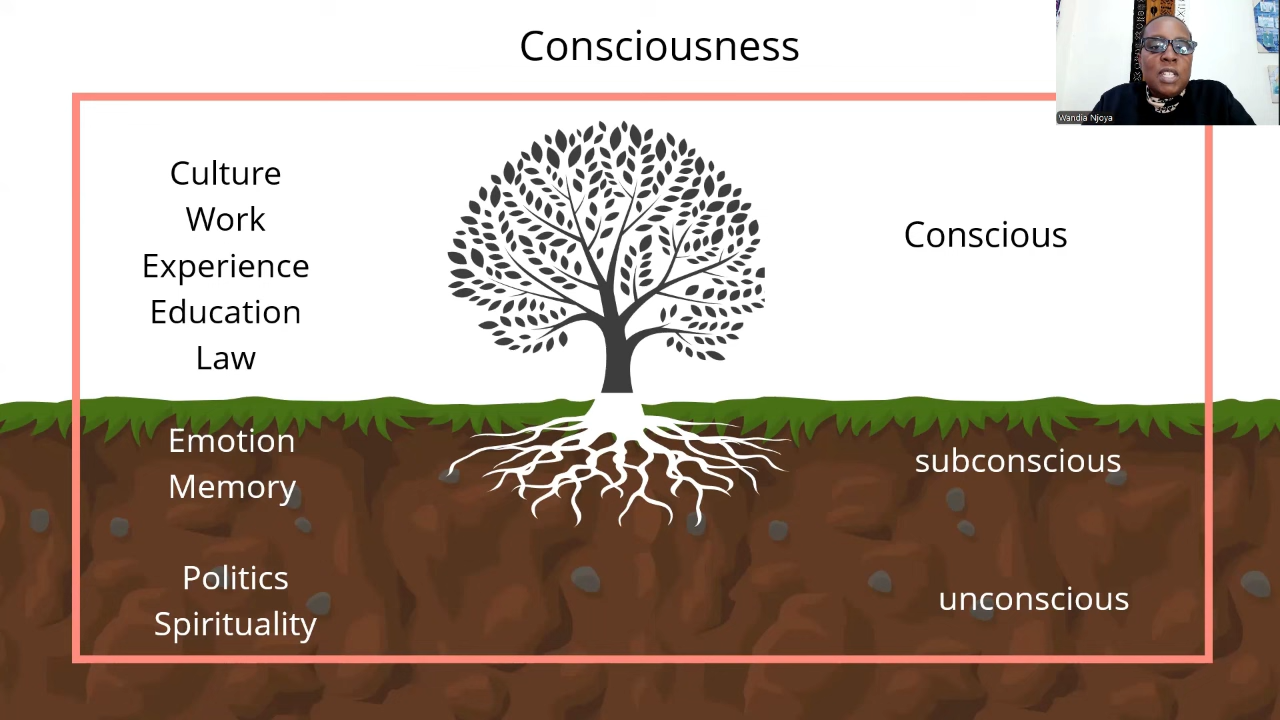 Consciousness
Wandia Njoya
Culture
Work
Experience
Education
Law
Conscious
Emotion
Memory
subconscious
Politics
Spirituality
unconscious